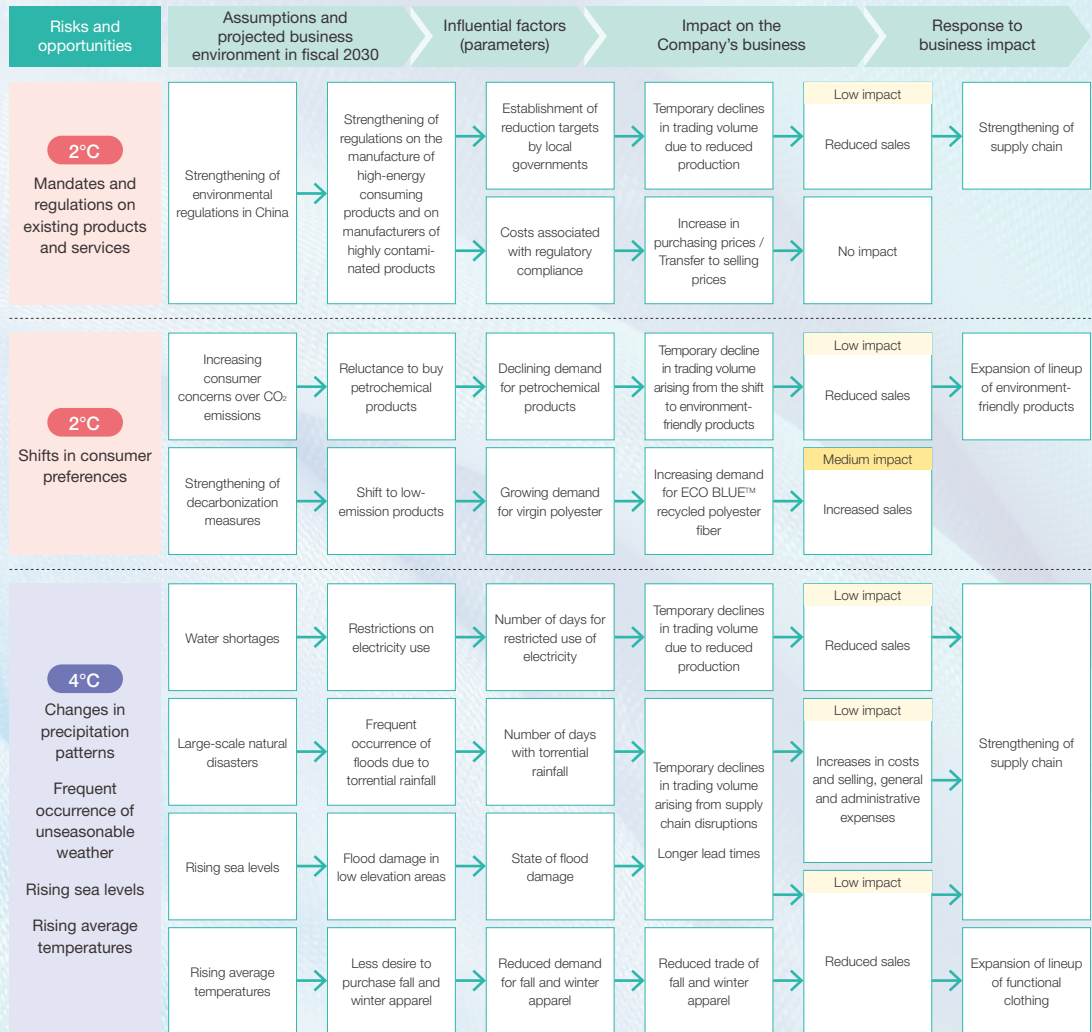 Risks and
opportunities
Assumptions and
projected business
environment in fiscal 2030
Influential factors
(parameters)
Impact on the
Company's business
Response to
business impact
2°C
Mandates and
regulations on
existing products
and services
Strengthening of
environmental
regulations in China
Strengthening of
regulations on the
manufacture of
high-energy
consuming
products and on
manufacturers of
highly contami-
nated products
Establishment of
reduction targets
by local
governments
Temporary declines
in trading volume
due to reduced
production
Low impact
Reduced sales
Strengthening of
supply chain
Costs associated
with regulatory
compliance
Increase in
purchasing prices /
Transfer to selling
prices
No impact
2°C
Shifts in consumer
preferences
Increasing
consumer
concerns over CO₂
emissions
Reluctance to buy
petrochemical
products
Declining demand
for petrochemical
products
Temporary decline
in trading volume
arising from the shift
to environment-
friendly products
Low impact
Reduced sales
Expansion of lineup
of environment-
friendly products
Strengthening of
decarbonization
measures
Shift to low-
emission products
Growing demand
for virgin polyester
Increasing demand
for ECO BLUE™
recycled polyester
fiber
Medium impact
Increased sales
4°C
Changes in
precipitation
patterns
Frequent
occurrence of
unseasonable
weather
Rising sea levels
Rising average
temperatures
Water shortages
Restrictions on
electricity use
Number of days for
restricted use of
electricity
Temporary declines
in trading volume
due to reduced
production
Low impact
Reduced sales
Strengthening of
supply chain
Large-scale natural
disasters
Frequent
occurrence of
floods due to
torrential rainfall
Number of days
with torrential
rainfall
Temporary declines
in trading volume
arising from supply
chain disruptions
Longer lead times
Low impact
Increases in costs
and selling, general
and administrative
expenses
Rising sea levels
Flood damage in
low elevation areas
State of flood
damage
Low impact
Reduced sales
Rising average
temperatures
Less desire to
purchase fall and
winter apparel
Reduced demand
for fall and winter
apparel
Reduced trade of
fall and winter
apparel
Expansion of lineup
of functional
clothing